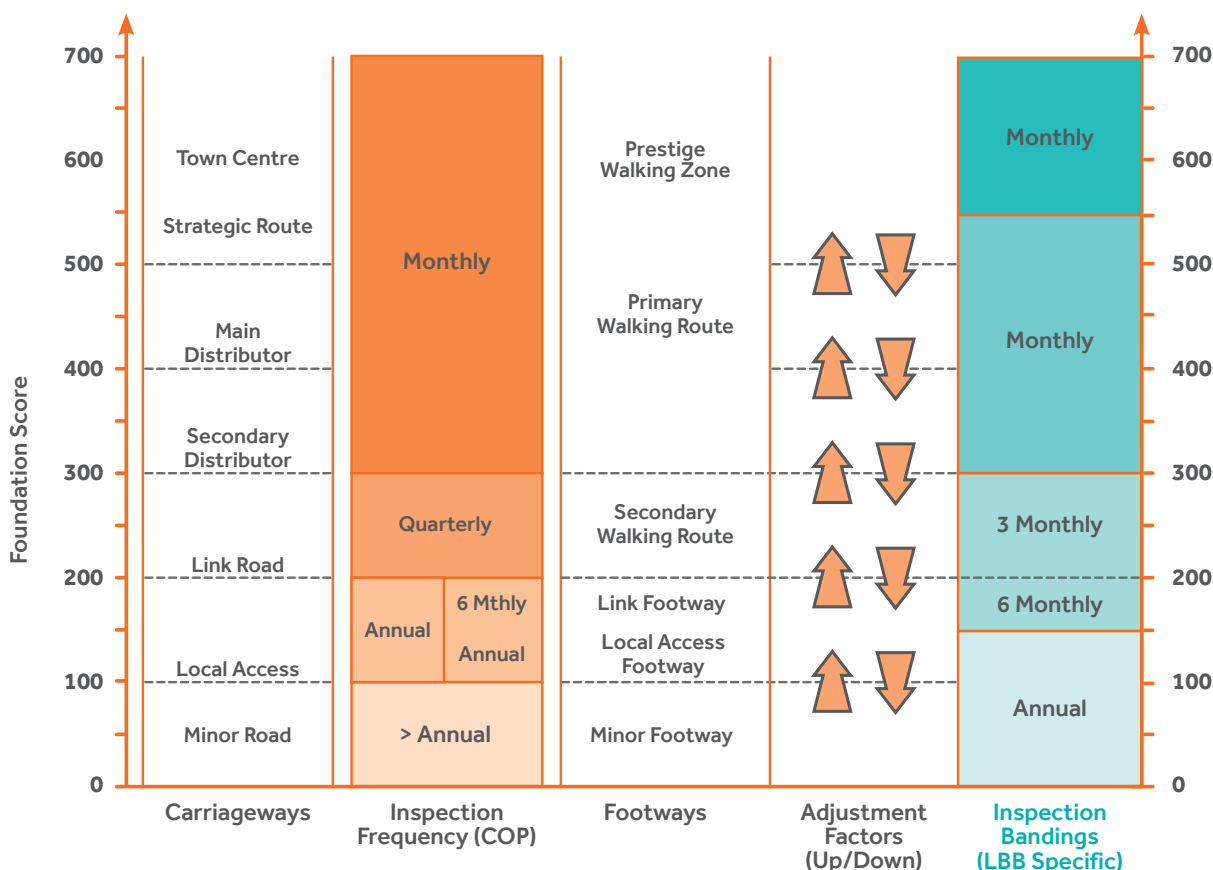 Foundation Score
700
600
500
400
300
200
100
0
Town Centre
Strategic Route
Main
Distributor
Secondary
Distributor
Link Road
Local Access
Minor Road
Carriageways
Monthly
Quarterly
Annual
6 Mthly
Annual
> Annual
Inspection
Frequency (COP)
Prestige
Walking Zone
Primary
Walking Route
Secondary
Walking Route
Link Footway
Local Access
Footway
Minor Footway
Footways
Adjustment
Factors
(Up/Down)
Monthly
Monthly
3 Monthly
6 Monthly
Annual
Inspection
Bandings
(LBB Specific)
700
600
500
400
300
200
100
0